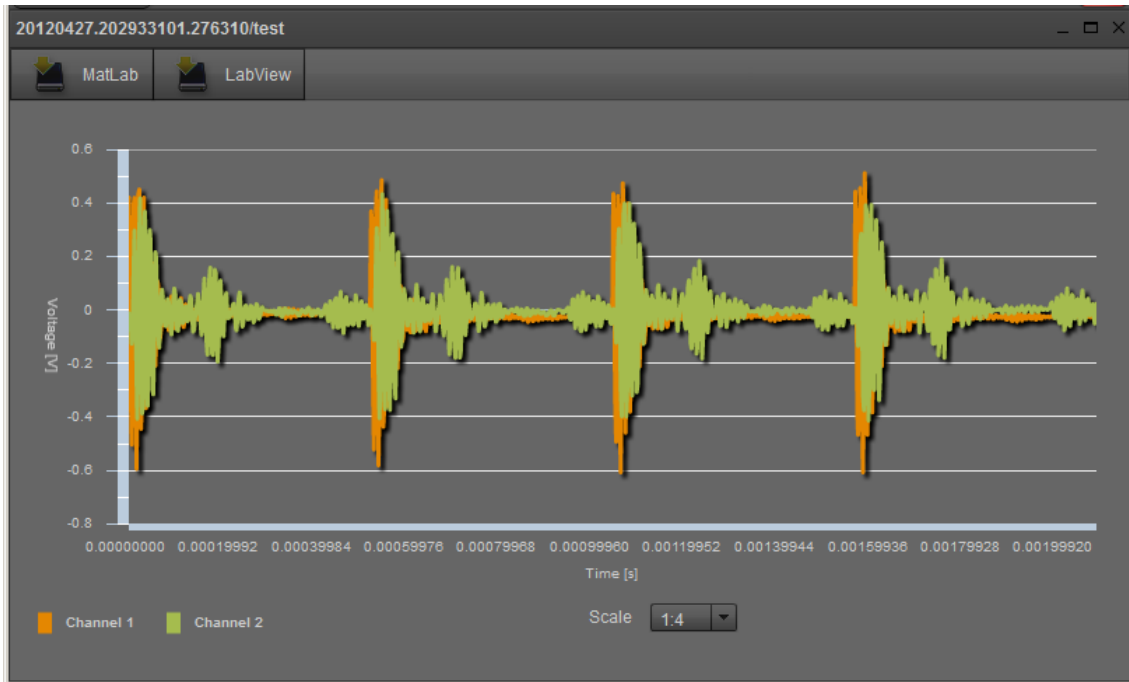 20120427.202933101.276310/test
MatLab LabView
0.6
0.4
0.2
0
-0.2
-0.4
-0.6
-0.8
Voltage [V]
0.00000000 0.00019992 0.00039984 0.00059976 0.00079968 0.00099960 0.00119952 0.00139944 0.00159936 0.00179928 0.00199920
Time [s]
Channel 1 Channel 2 Scale 1:4